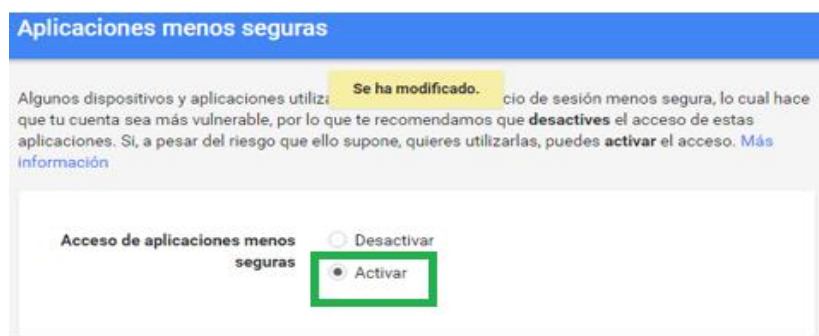 Aplicaciones menos seguras
Se ha modificado.
Algunos dispositivos y aplicaciones utiliza cio de sesión menos segura, lo cual hace
que tu cuenta sea más vulnerable, por lo que te recomendamos que desactives el acceso de estas
aplicaciones. Si, a pesar del riesgo que ello supone, quieres utilizarlas, puedes activar el acceso. Más
información
Acceso de aplicaciones menos
seguras
Desactivar
Activar